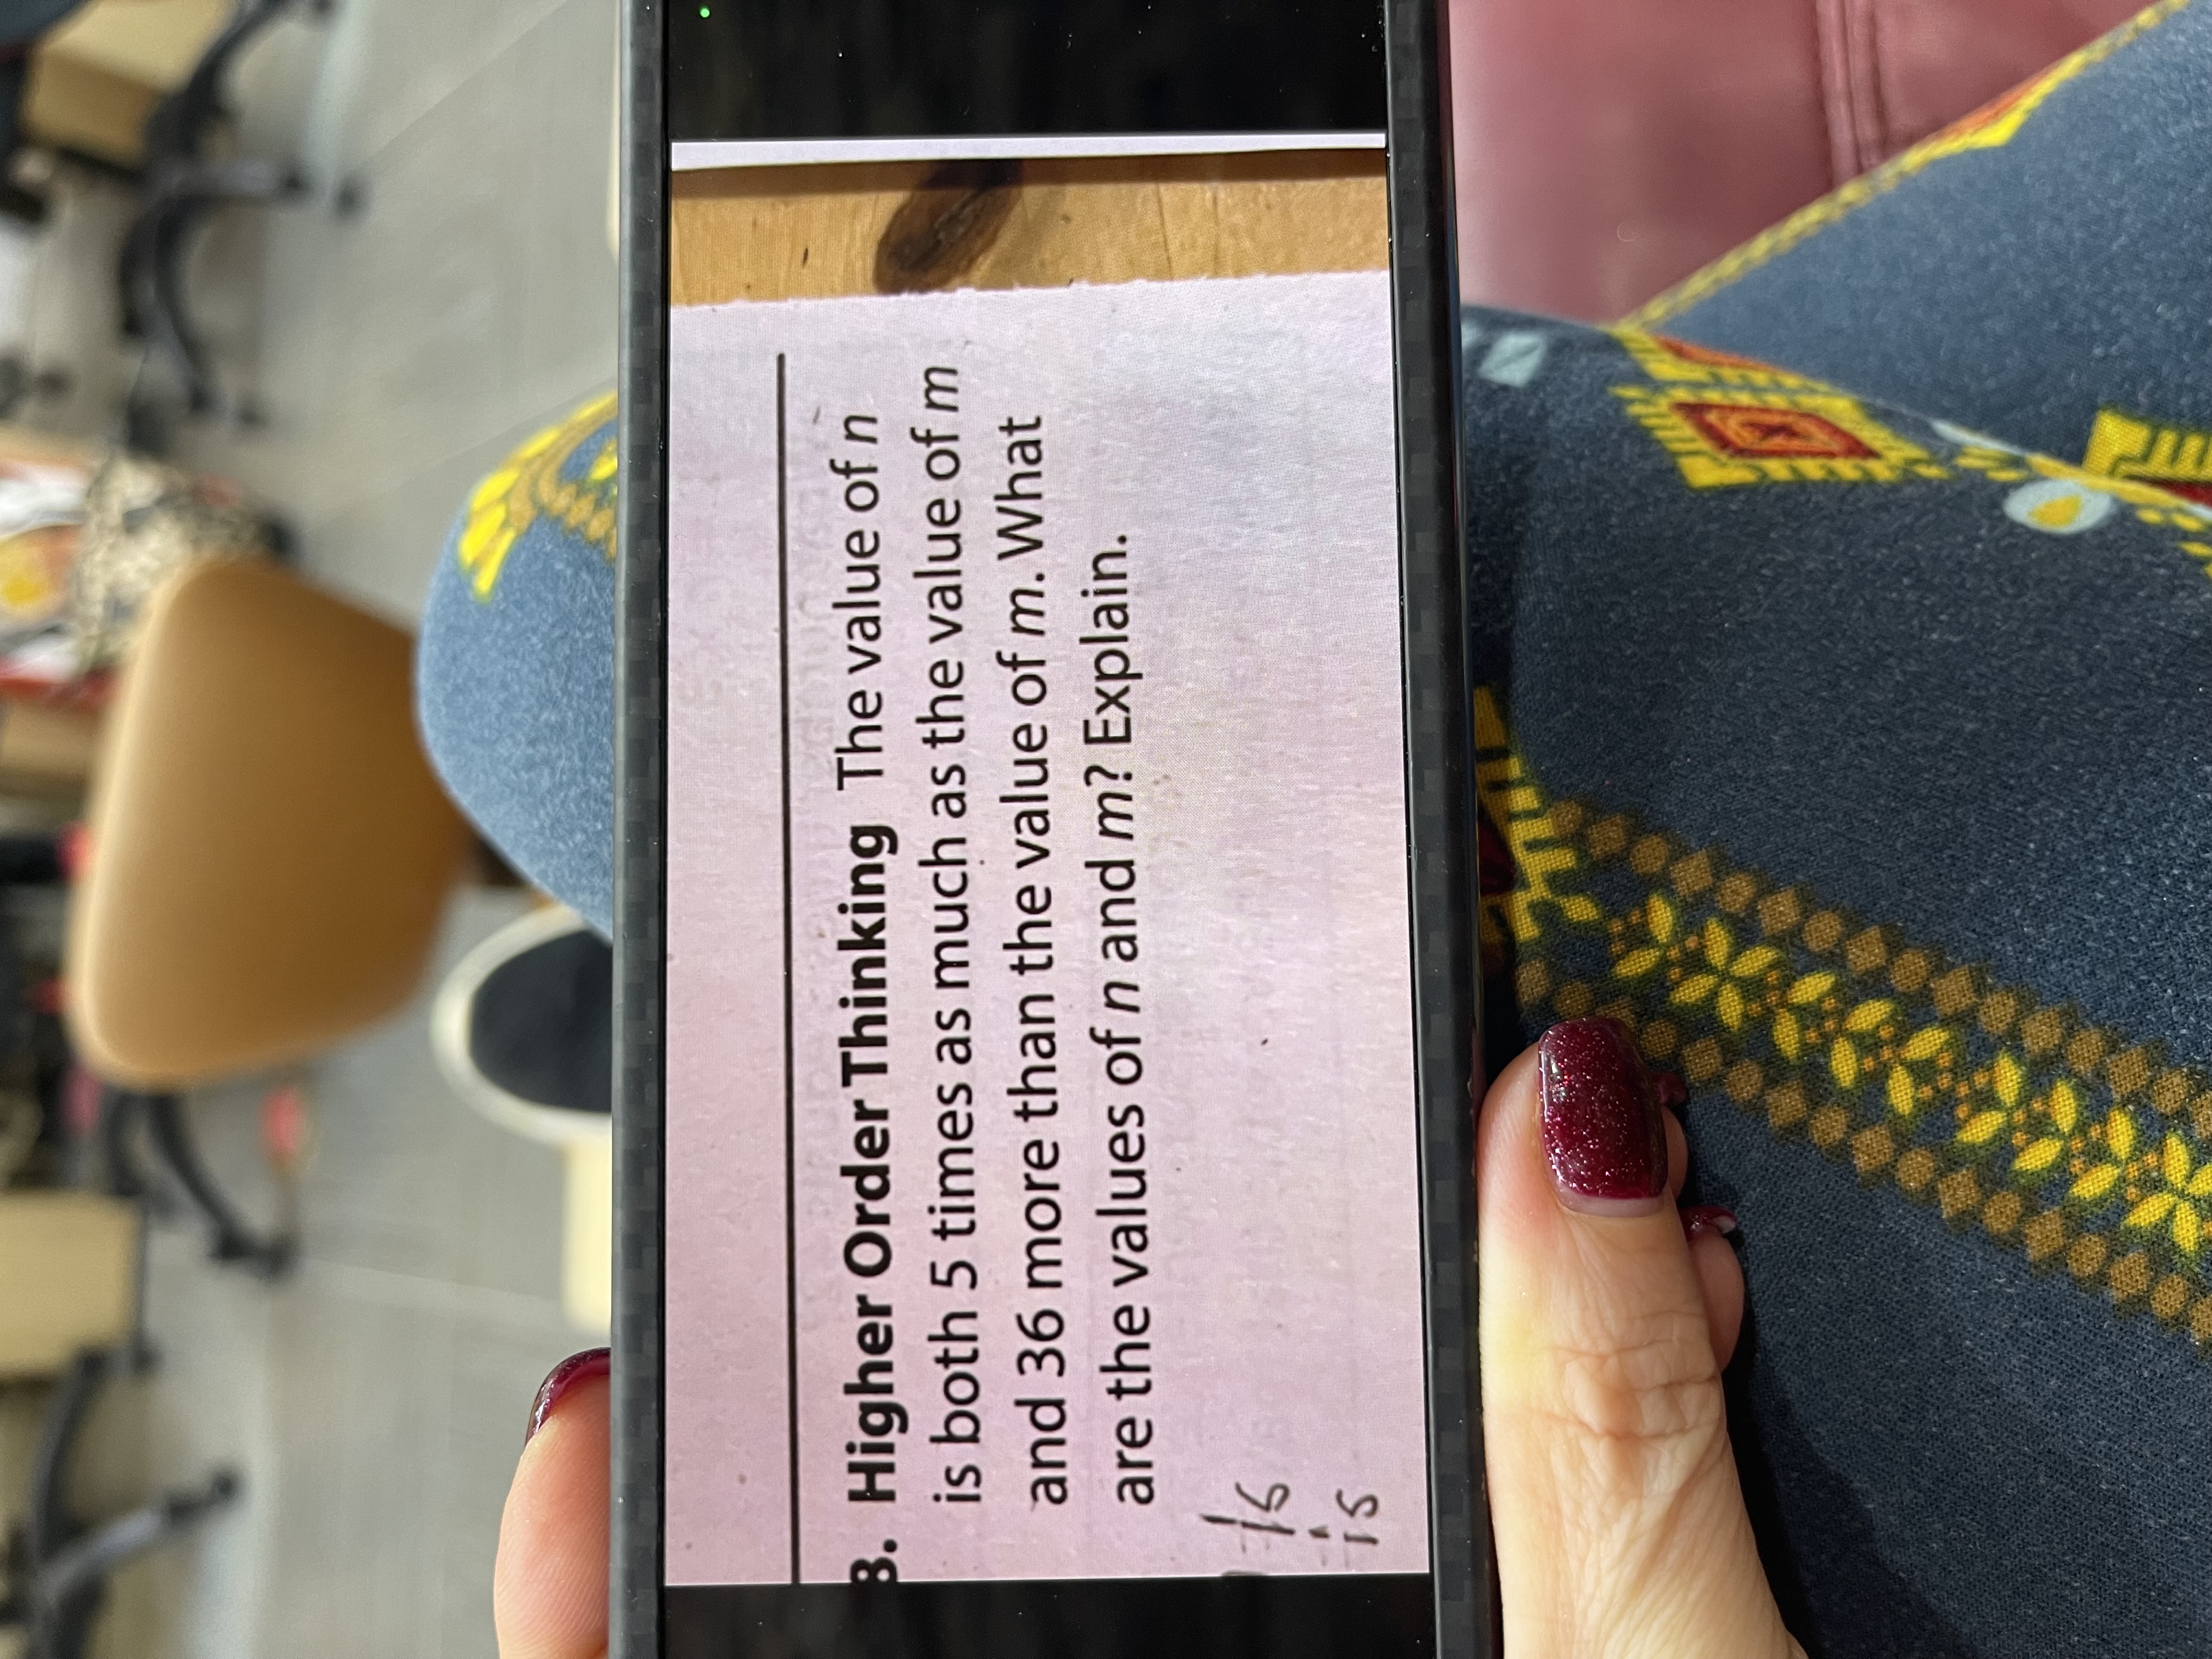 3. Higher Order Thinking The value of n
is both 5 times as much as the value of m
and 36 more than the value of m. What
are the values of n and m? Explain.